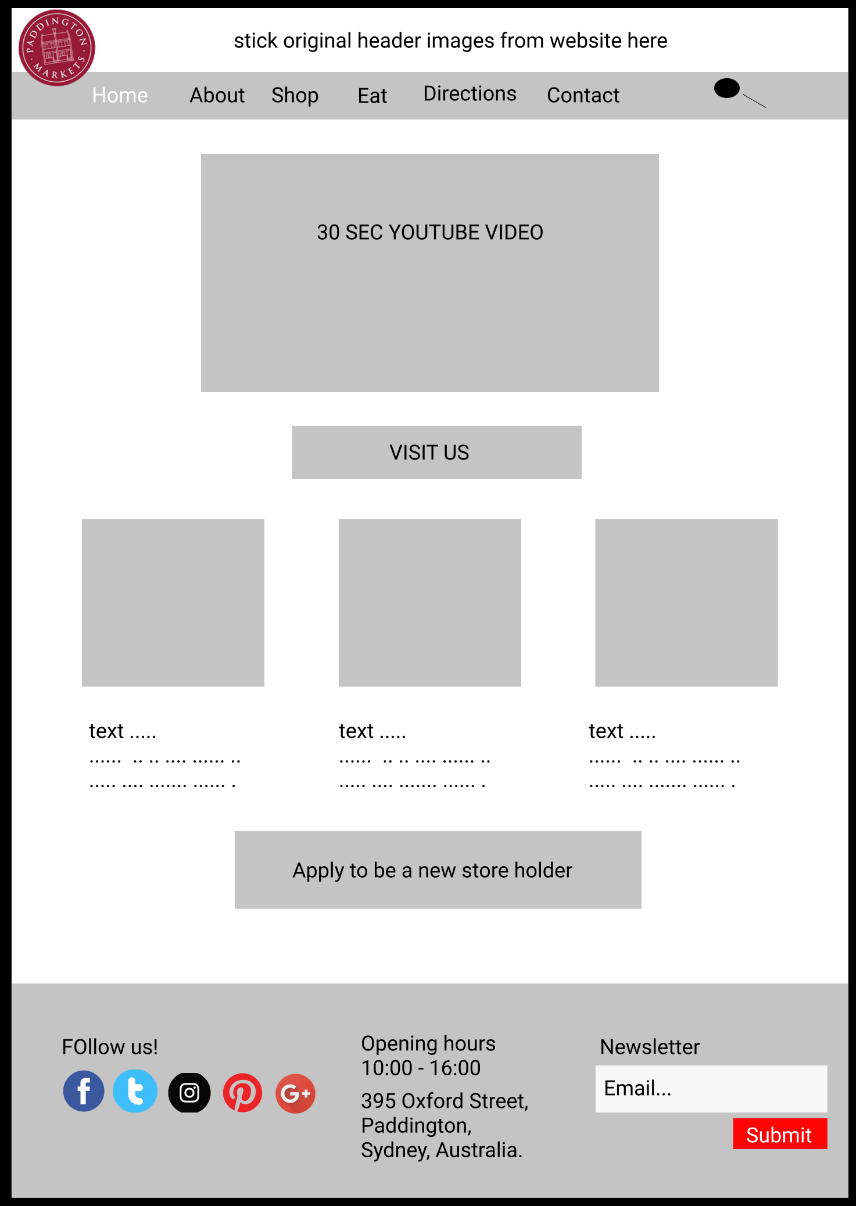 PADDINGTON
MARKETS
stick original header images from website here
Home About Shop Eat Directions Contact
30 SEC YOUTUBE VIDEO
VISIT US
text .....
...... .. .. .... ...... ..
..... .... ....... ...... .
text .....
...... .. .. .... ...... ..
..... .... ....... ...... .
text .....
...... .. .. .... ...... ..
..... .... ....... ...... .
Apply to be a new store holder
FOllow us!
Opening hours
10:00 - 16:00
395 Oxford Street,
Paddington,
Sydney, Australia.
Newsletter
Email...
Submit